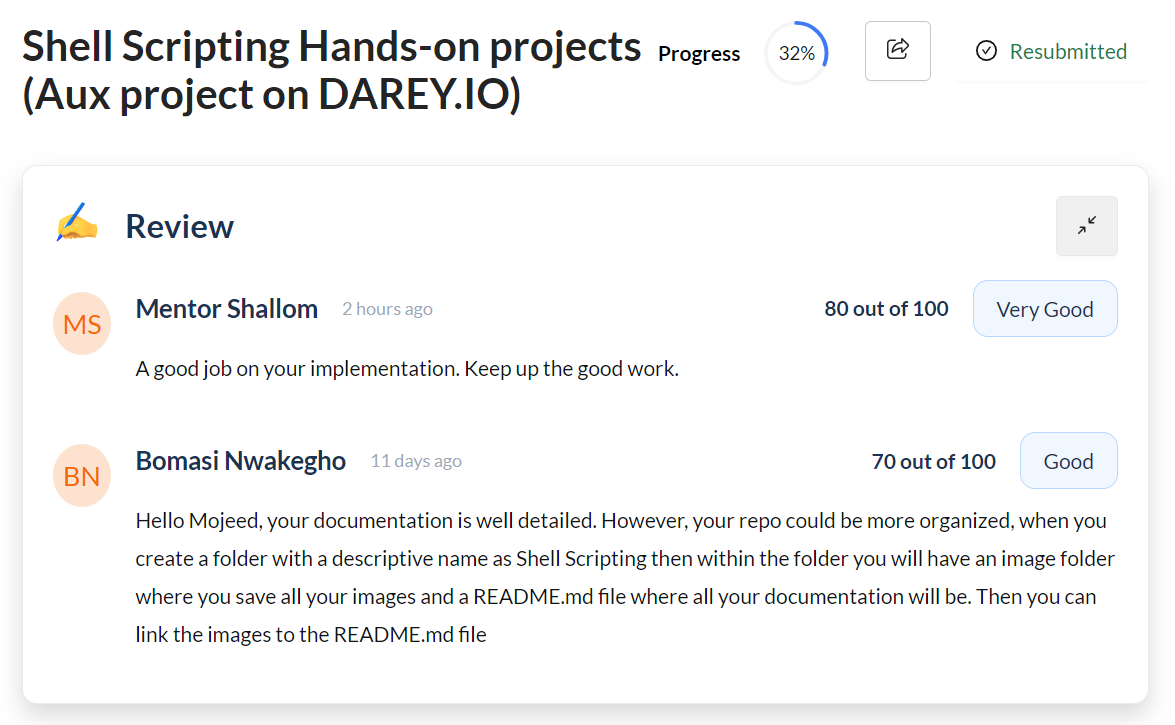 Shell Scripting Hands-on projects
(Aux project on DAREY.IO)
Progress
32%
Resubmitted
Review
MS
Mentor Shallom
2 hours ago
80 out of 100
Very Good
A good job on your implementation. Keep up the good work.
BN
Bomasi Nwakegho
11 days ago
70 out of 100
Good
Hello Mojeed, your documentation is well detailed. However, your repo could be more organized, when you
create a folder with a descriptive name as Shell Scripting then within the folder you will have an image folder
where you save all your images and a README.md file where all your documentation will be. Then you can
link the images to the README.md file